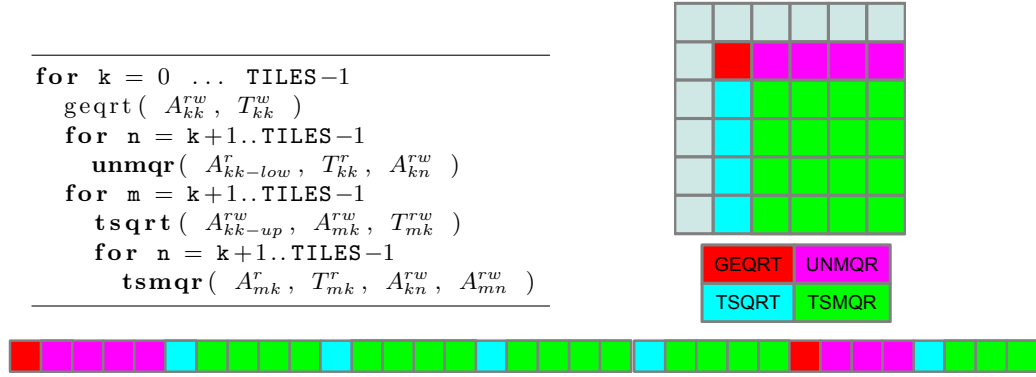 for k = 0 ... TILES−1
geqrt( A^{rw}_{kk}, T^{w}_{kk} )
for n = k+1..TILES−1
unmqr( A^{r}_{kk−low}, T^{r}_{kk}, A^{rw}_{kn} )
for m = k+1..TILES−1
tsqrt( A^{rw}_{kk−up}, A^{rw}_{mk}, T^{rw}_{mk} )
for n = k+1..TILES−1
tsmqr( A^{r}_{mk}, T^{r}_{mk}, A^{rw}_{kn}, A^{rw}_{mn} )
GEQRT UNMQR
TSQRT TSMQR